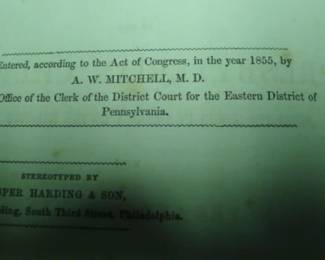 Entered, according to the Act of Congress, in the year 1855, by
A. W. MITCHELL, M. D.
Office of the Clerk of the District Court for the Eastern District of
Pennsylvania.
STEREOTYPED BY
PER HARDING & SON,
South Third Street, Philadelphia.